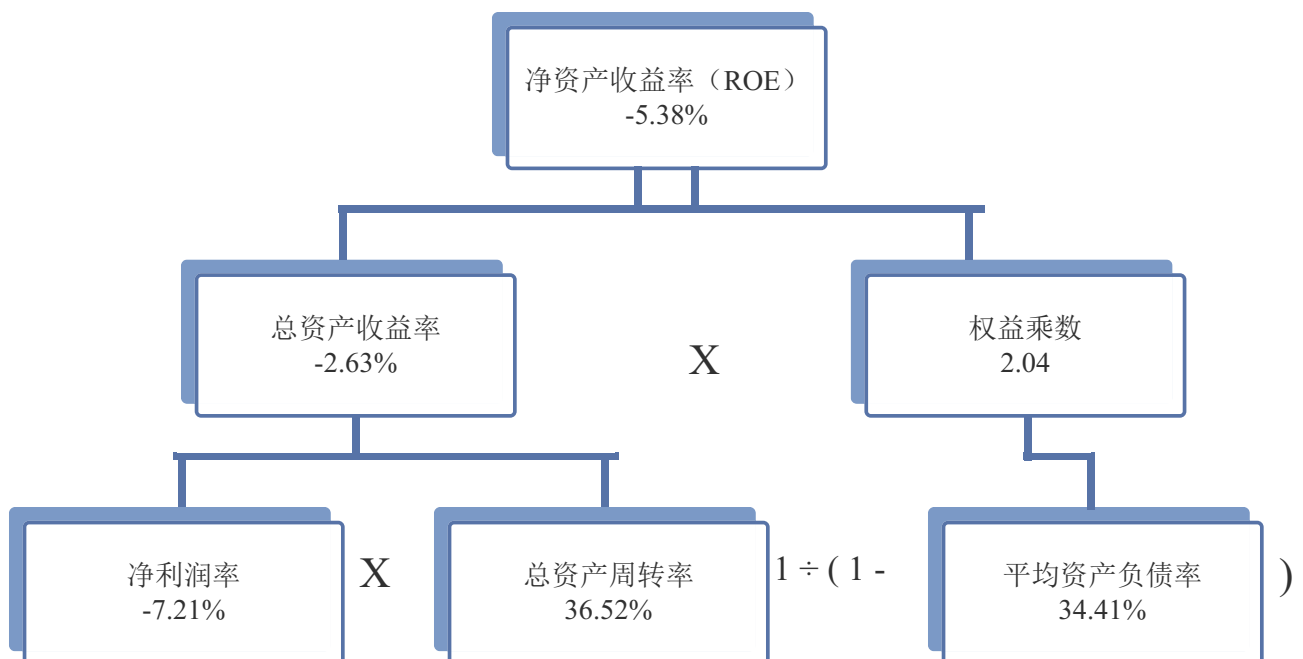 净资产收益率（ROE）
-5.38%
总资产收益率
-2.63%
X
权益乘数
2.04
净利润率
-7.21%
X
总资产周转率
36.52%
1 ÷ ( 1 -
平均资产负债率
34.41%
)